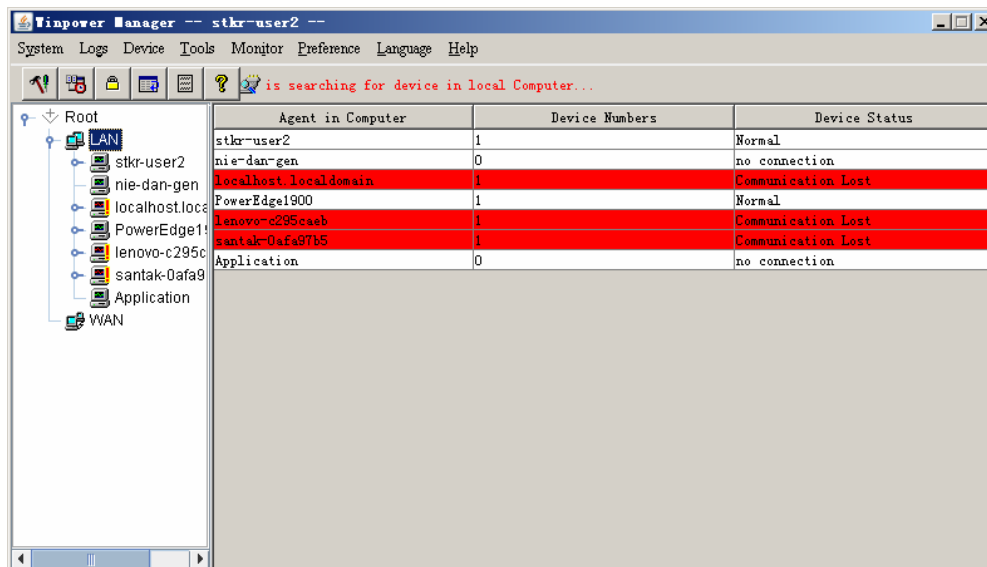 Winpower Manager -- stkr-user2 --
System Logs Device Tools Monitor Preference Language Help
is searching for device in local Computer...
Root
LAN
stkr-user2
nie-dan-gen
localhost.loca
PowerEdge19
lenovo-c295c
santak-0afa9
Application
WAN
Agent in Computer Device Numbers Device Status
stkr-user2 1 Normal
nie-dan-gen 0 no connection
localhost.localdomain 1 Communication Lost
PowerEdge1900 1 Normal
lenovo-c295caeb 1 Communication Lost
santak-0afa97b5 1 Communication Lost
Application 0 no connection